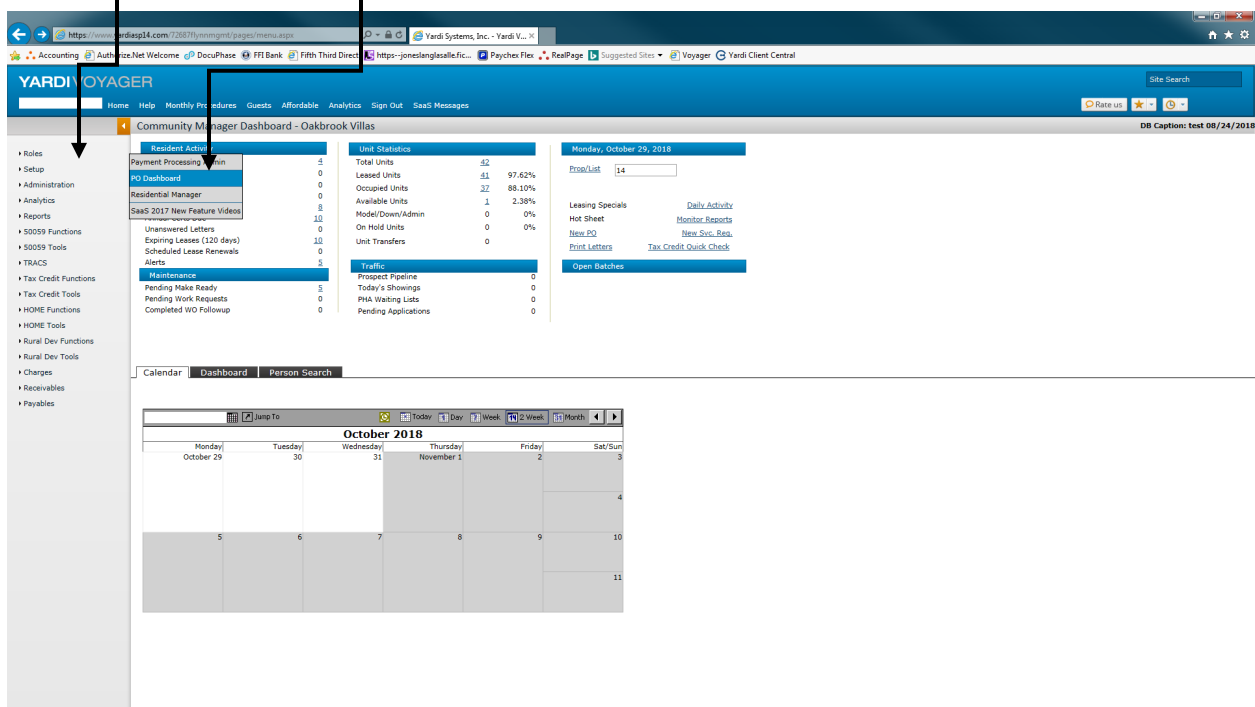 https://www.yardiasp14.com/72687flynnmgmt/pages/menu.aspx
Yardi Systems, Inc. - Yardi V...
Accounting Authorize.Net Welcome DocuPhase FFI Bank Fifth Third Direct https--joneslanglasalle.fic... Paychex Flex RealPage Suggested Sites Voyager Yardi Client Central
YARDI VOYAGER
Site Search
Home Help Monthly Procedures Guests Affordable Analytics Sign Out SaaS Messages
Rate us
Community Manager Dashboard - Oakbrook Villas
DB Caption: test 08/24/2018
Roles
Setup
Administration
Analytics
Reports
50059 Functions
50059 Tools
TRACS
Tax Credit Functions
Tax Credit Tools
HOME Functions
HOME Tools
Rural Dev Functions
Rural Dev Tools
Charges
Receivables
Payables
Resident Activity
Payment Processing Admin 4
PO Dashboard 0
0
Residential Manager 0
SaaS 2017 New Feature Videos 8
10
Unanswered Letters 0
Expiring Leases (120 days) 10
Scheduled Lease Renewals 0
Alerts 5
Maintenance
Pending Make Ready 5
Pending Work Requests 0
Completed WO Followup 0
Unit Statistics
Total Units 42
Leased Units 41 97.62%
Occupied Units 37 88.10%
Available Units 1 2.38%
Model/Down/Admin 0 0%
On Hold Units 0 0%
Unit Transfers 0
Traffic
Prospect Pipeline 0
Today's Showings 0
PHA Waiting Lists 0
Pending Applications 0
Monday, October 29, 2018
Prop/List 14
Leasing Specials Daily Activity
Hot Sheet Monitor Reports
New PO New Svc. Req.
Print Letters Tax Credit Quick Check
Open Batches
Calendar Dashboard Person Search
Jump To Today Day Week 2 Week Month
October 2018
Monday Tuesday Wednesday Thursday Friday Sat/Sun
October 29 30 31 November 1 2 3
4
5 6 7 8 9 10
11